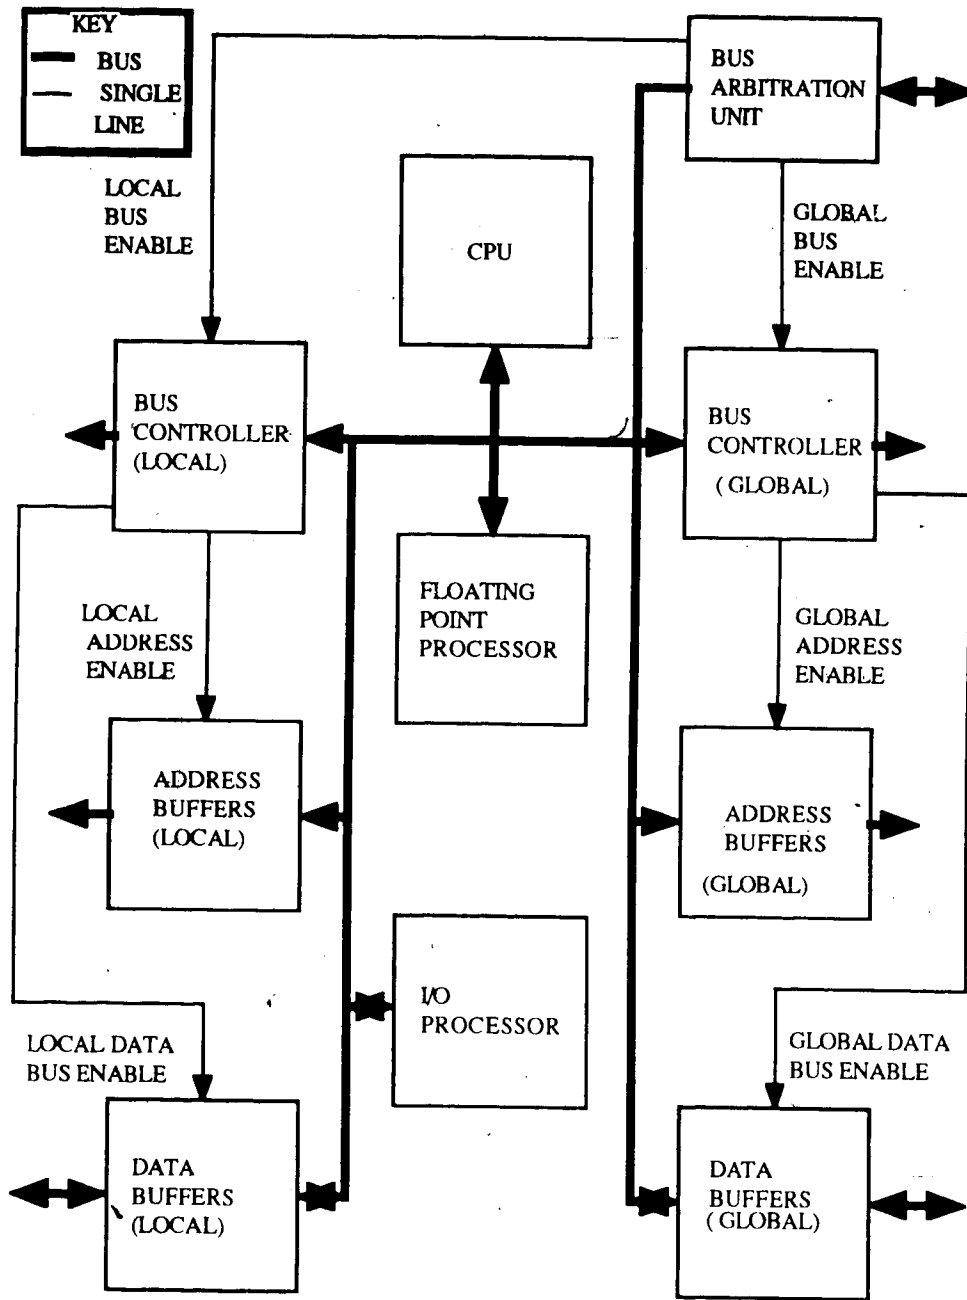 KEY
BUS
SINGLE
LINE
BUS
ARBITRATION
UNIT
LOCAL
BUS
ENABLE
GLOBAL
BUS
ENABLE
CPU
BUS
CONTROLLER
(LOCAL)
BUS
CONTROLLER
( GLOBAL)
FLOATING
POINT
PROCESSOR
LOCAL
ADDRESS
ENABLE
GLOBAL
ADDRESS
ENABLE
ADDRESS
BUFFERS
(LOCAL)
ADDRESS
BUFFERS
(GLOBAL)
I/O
PROCESSOR
LOCAL DATA
BUS ENABLE
GLOBAL DATA
BUS ENABLE
DATA
BUFFERS
(LOCAL)
DATA
BUFFERS
( GLOBAL)